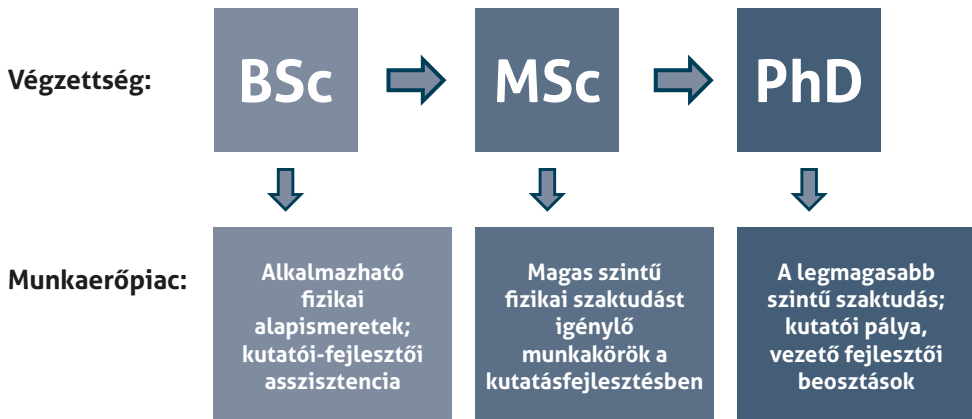 Végzettség:
BSc
MSc
PhD
Munkaerőpiac:
Alkalmazható
fizikai
alapismeretek;
kutatói-fejlesztői
asszisztencia
Magas szintű
fizikai szaktudást
igénylő
munkakörök a
kutatásfejlesztésben
A legmagasabb
szintű szaktudás;
kutatói pálya,
vezető fejlesztői
beosztások